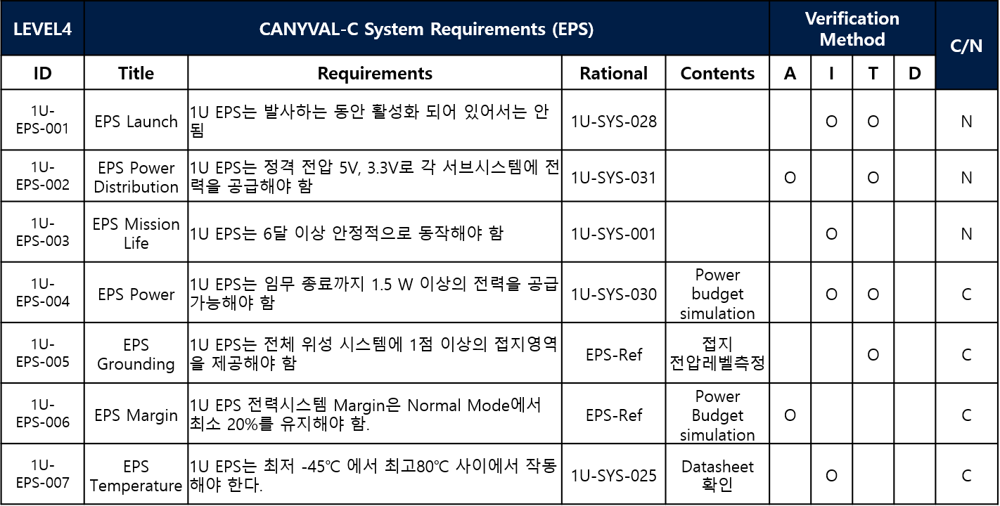 LEVEL4
CANYVAL-C System Requirements (EPS)
Verification
Method
C/N
ID
Title
Requirements
Rational
Contents
A
I
T
D
1U-
EPS-001
EPS Launch
1U EPS는 발사하는 동안 활성화 되어 있어서는 안
됨
1U-SYS-028
O
O
N
1U-
EPS-002
EPS Power
Distribution
1U EPS는 정격 전압 5V, 3.3V로 각 서브시스템에 전
력을 공급해야 함
1U-SYS-031
O
O
N
1U-
EPS-003
EPS Mission
Life
1U EPS는 6달 이상 안정적으로 동작해야 함
1U-SYS-001
O
N
1U-
EPS-004
EPS Power
1U EPS는 임무 종료까지 1.5 W 이상의 전력을 공급
가능해야 함
1U-SYS-030
Power
budget
simulation
O
O
C
1U-
EPS-005
EPS
Grounding
1U EPS는 전체 위성 시스템에 1점 이상의 접지영역
을 제공해야 함
EPS-Ref
접지
전압레벨측정
O
C
1U-
EPS-006
EPS Margin
1U EPS 전력시스템 Margin은 Normal Mode에서
최소 20%를 유지해야 함.
EPS-Ref
Power
Budget
simulation
O
C
1U-
EPS-007
EPS
Temperature
1U EPS는 최저 -45℃ 에서 최고80℃ 사이에서 작동
해야 한다.
1U-SYS-025
Datasheet
확인
O
C